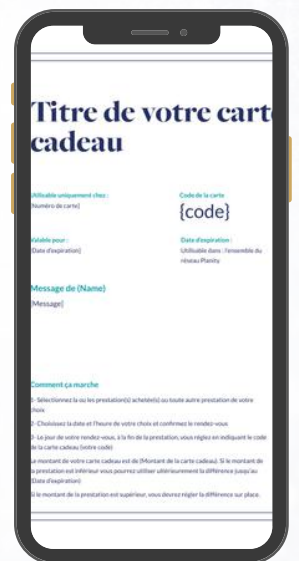 Titre de votre carte
cadeau
Utilisable uniquement chez :
[Numéro de carte]
Code de la carte
{code}
Valable pour :
[Date d'expiration]
Date d'expiration :
Utilisable dans : l'ensemble du
réseau Planity
Message de {Name}
[Message]
Comment ça marche
1- Sélectionnez la ou les prestation(s) acheté(s) ou toute autre prestation de votre
choix
2- Choisissez la date et l'heure de votre choix et confirmez le rendez-vous
3- Le jour de votre rendez-vous, à la fin de la prestation, vous réglez en indiquant le code
de la carte cadeau {votre code}
Le montant de votre carte cadeau est de {Montant de la carte cadeau}. Si le montant de
la prestation est inférieur vous pourrez utiliser ultérieurement la différence jusqu'au
{Date d'expiration}
Si le montant de la prestation est supérieur, vous devrez régler la différence sur place.